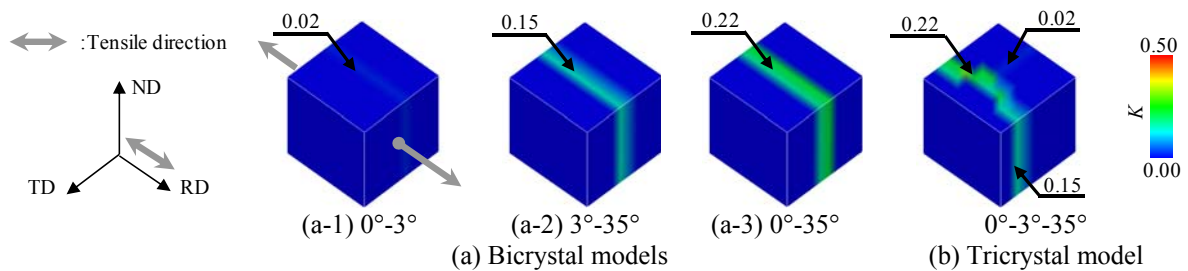 :Tensile direction
ND
TD
RD
0.02
0.15
0.22
0.22
0.02
0.15
0.50
K
0.00
(a-1) 0°-3°
(a-2) 3°-35°
(a-3) 0°-35°
0°-3°-35°
(a) Bicrystal models
(b) Tricrystal model